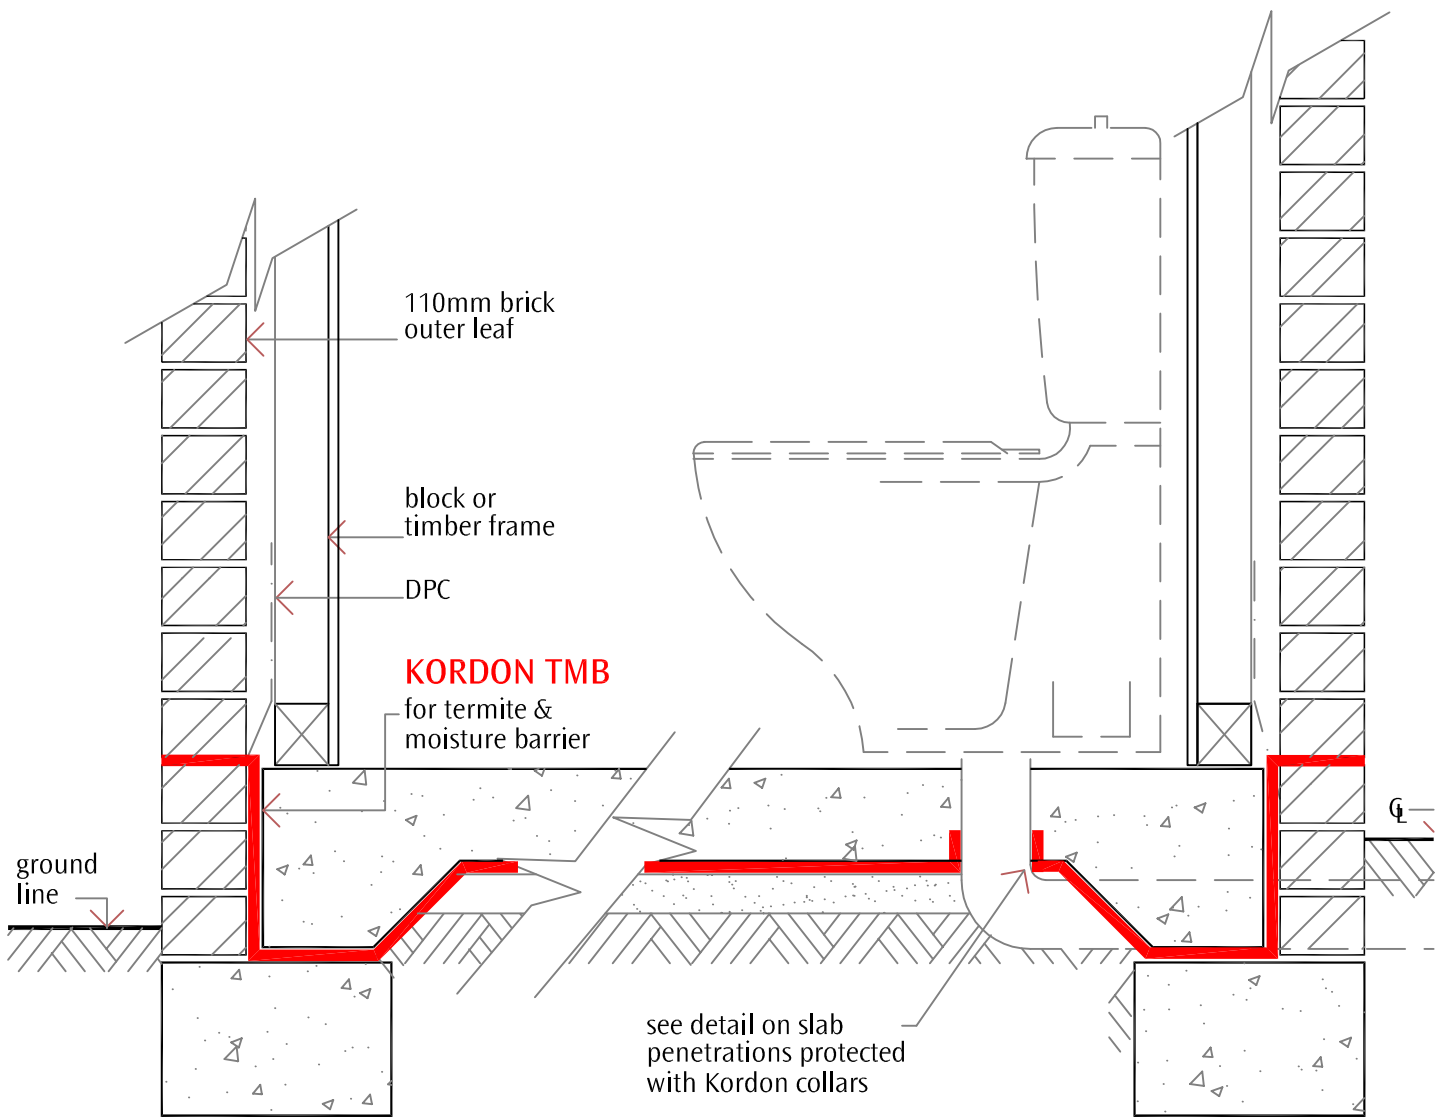 110mm brick
outer leaf
block or
timber frame
DPC
KORDON TMB
for termite &
moisture barrier
ground
line
GL
see detail on slab
penetrations protected
with Kordon collars